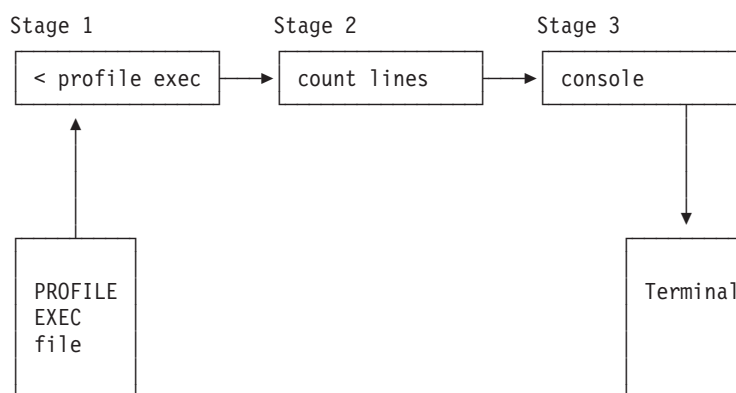 Stage 1
Stage 2
Stage 3
< profile exec
count lines
console
PROFILE
EXEC
file
Terminal